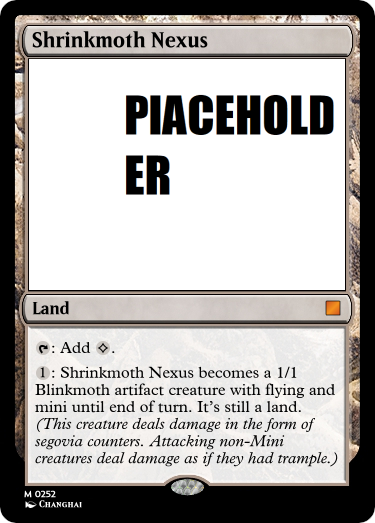 Shrinkmoth Nexus
PlACEHOLD
ER
Land
: Add .
1: Shrinkmoth Nexus becomes a 1/1
Blinkmoth artifact creature with flying and
mini until end of turn. It's still a land.
(This creature deals damage in the form of
segovia counters. Attacking non-Mini
creatures deal damage as if they had trample.)
M 0252
Changhai